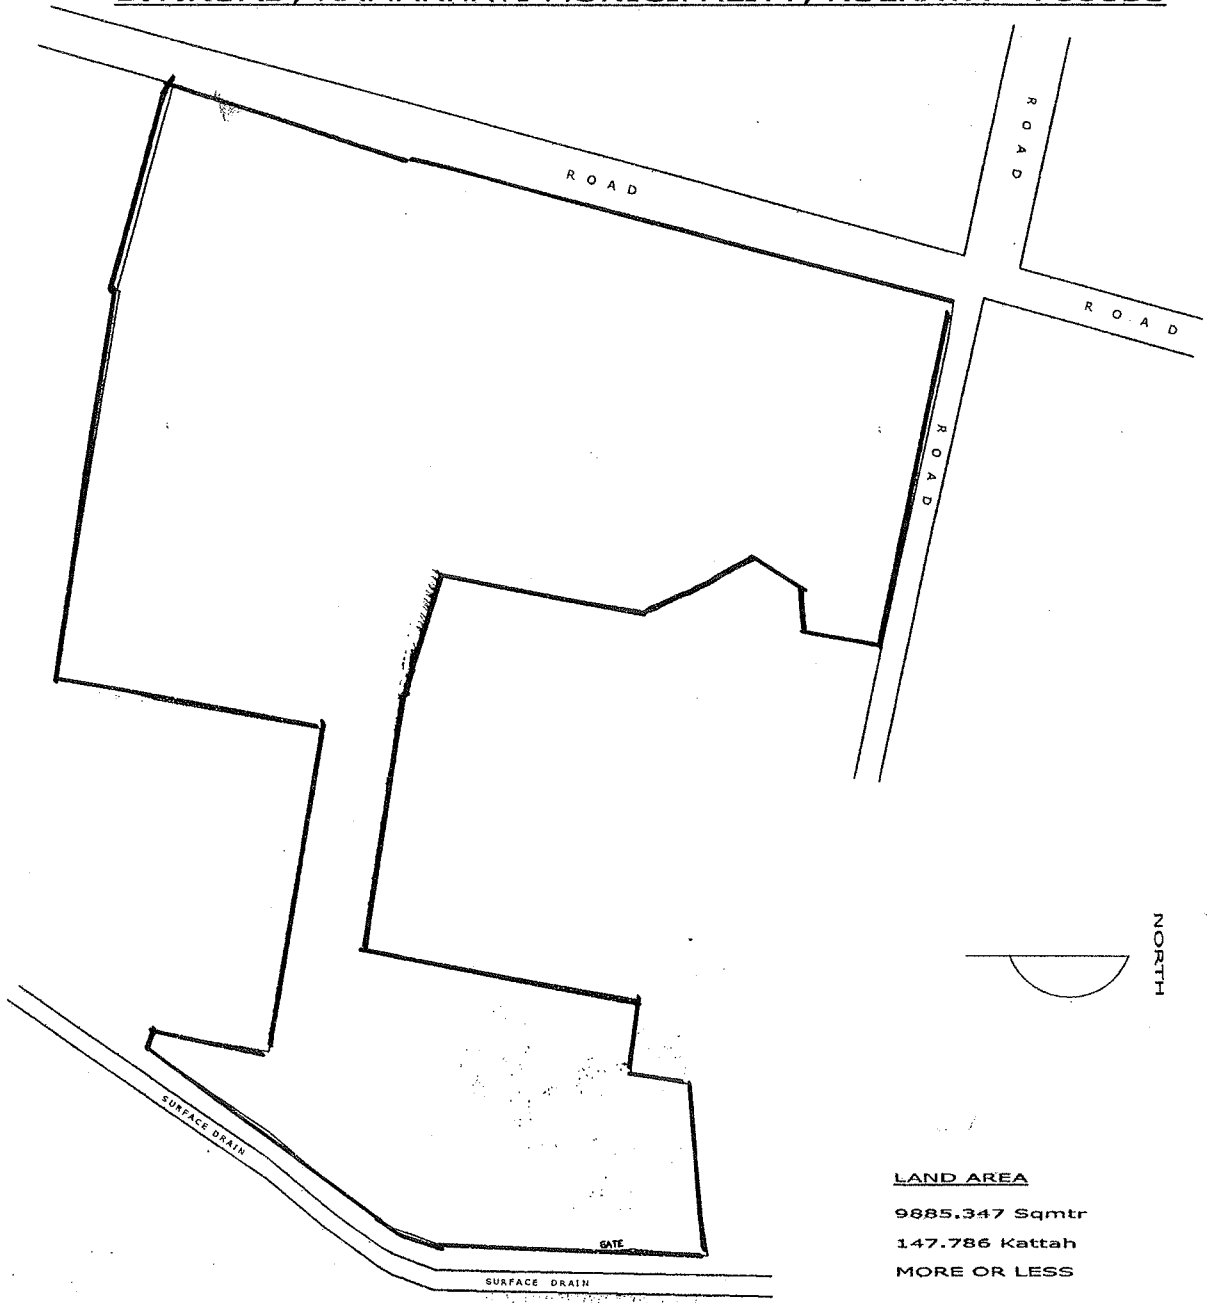 ROAD
ROAD
ROAD
ROAD
NORTH
SURFACE DRAIN
GATE
SURFACE DRAIN
LAND AREA
9885.347 Sqmtr
147.786 Kattah
MORE OR LESS